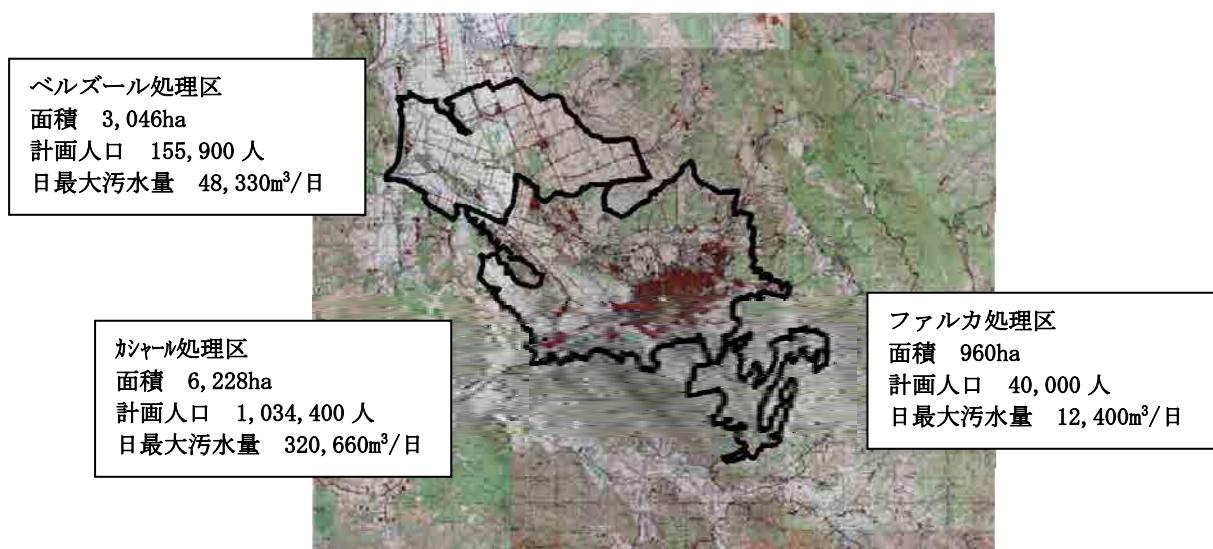 ベルズール処理区
面積　3,046ha
計画人口　155,900 人
日最大汚水量　48,330m³/日
ｶｼｬｰﾙ処理区
面積　6,228ha
計画人口　1,034,400 人
日最大汚水量　320,660m³/日
ファルカ処理区
面積　960ha
計画人口　40,000 人
日最大汚水量　12,400m³/日